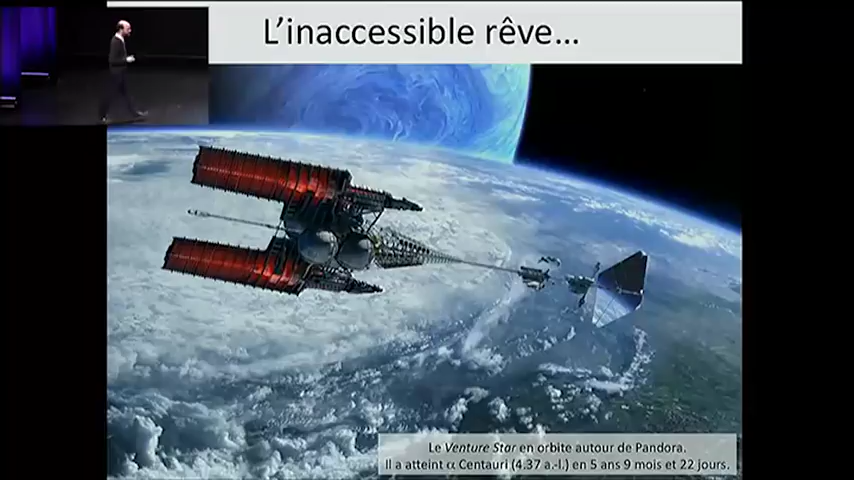 L'inaccessible rêve...
Le Venture Star en orbite autour de Pandora.
Il a atteint α Centauri (4.37 a.-l.) en 5 ans 9 mois et 22 jours.